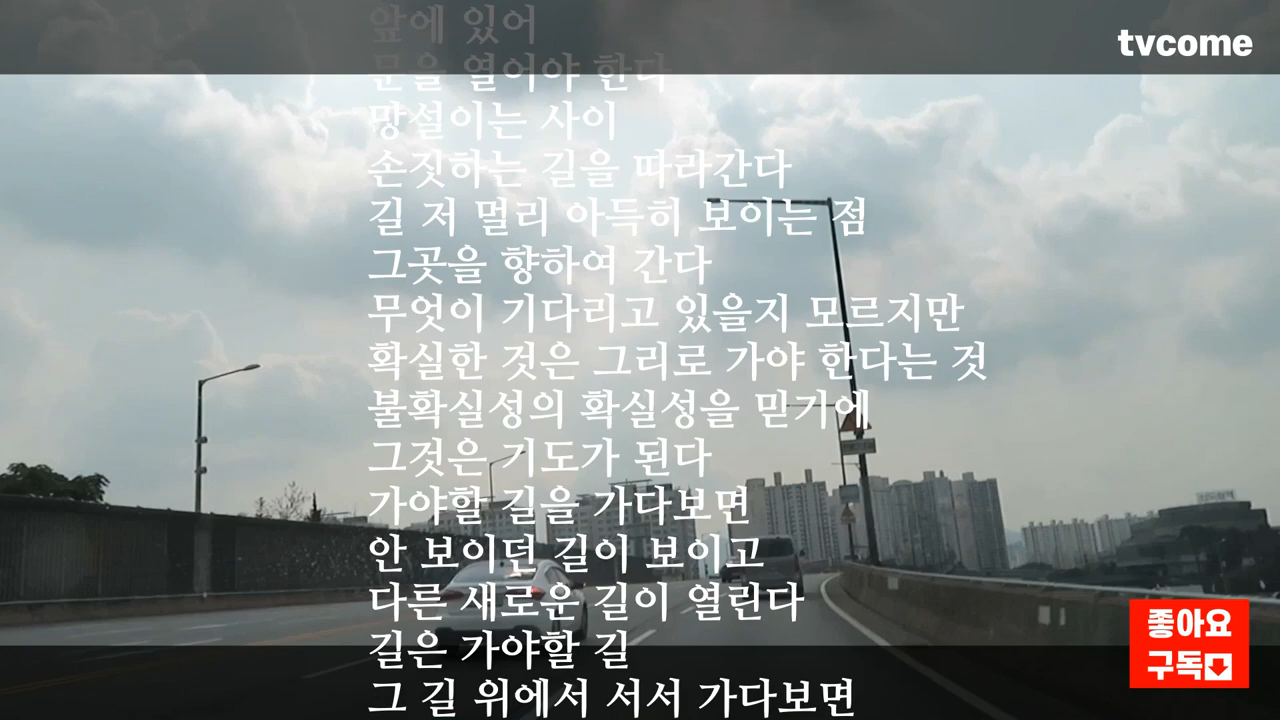 앞에 있어
tvcome
문을 열어야 한다
망설이는 사이
손짓하는 길을 따라간다
길 저 멀리 아득히 보이는 점
그곳을 향하여 간다
무엇이 기다리고 있을지 모르지만
확실한 것은 그리로 가야 한다는 것
불확실성의 확실성을 믿기에
그것은 기도가 된다
가야할 길을 가다보면
안 보이던 길이 보이고
다른 새로운 길이 열린다
길은 가야할 길
그 길 위에서 서서 가다보면
좋아요
구독